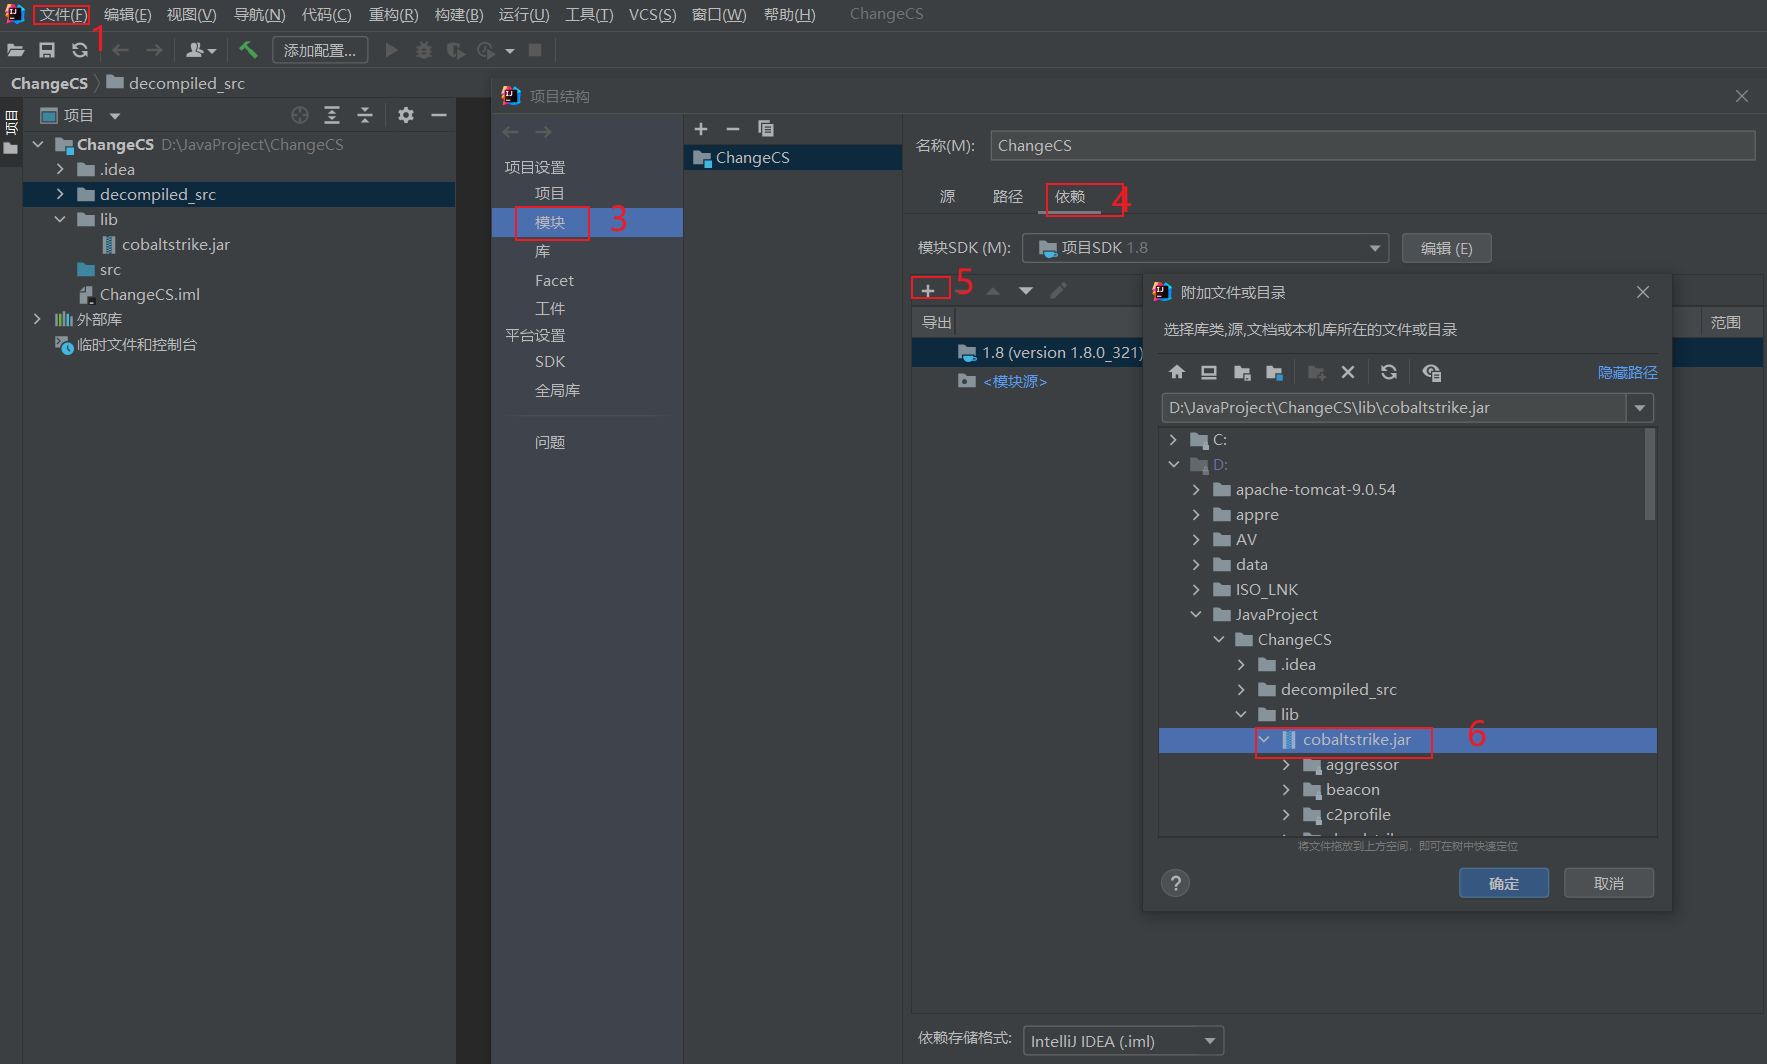 文件(F) 编辑(E) 视图(V) 导航(N) 代码(C) 重构(R) 构建(B) 运行(U) 工具(T) VCS(S) 窗口(W) 帮助(H) ChangeCS
1
添加配置...
ChangeCS decompiled_src
项目
项目
ChangeCS D:\JavaProject\ChangeCS
.idea
decompiled_src
lib
cobaltstrike.jar
src
ChangeCS.iml
外部库
临时文件和控制台
项目结构
项目设置
项目
模块 3
库
Facet
工件
平台设置
SDK
全局库
问题
ChangeCS
名称(M): ChangeCS
源 路径 依赖 4
模块SDK (M): 项目SDK 1.8 编辑 (E)
5
导出 范围
1.8 (version 1.8.0_321)
<模块源>
附加文件或目录
选择库类,源,文档或本机库所在的文件或目录
隐藏路径
D:\JavaProject\ChangeCS\lib\cobaltstrike.jar
C:
D:
apache-tomcat-9.0.54
appre
AV
data
ISO_LNK
JavaProject
ChangeCS
.idea
decompiled_src
lib
cobaltstrike.jar 6
aggressor
beacon
c2profile
将文件拖放到上方空间，即可在树中快速定位
?
确定 取消
依赖存储格式: IntelliJ IDEA (.iml)